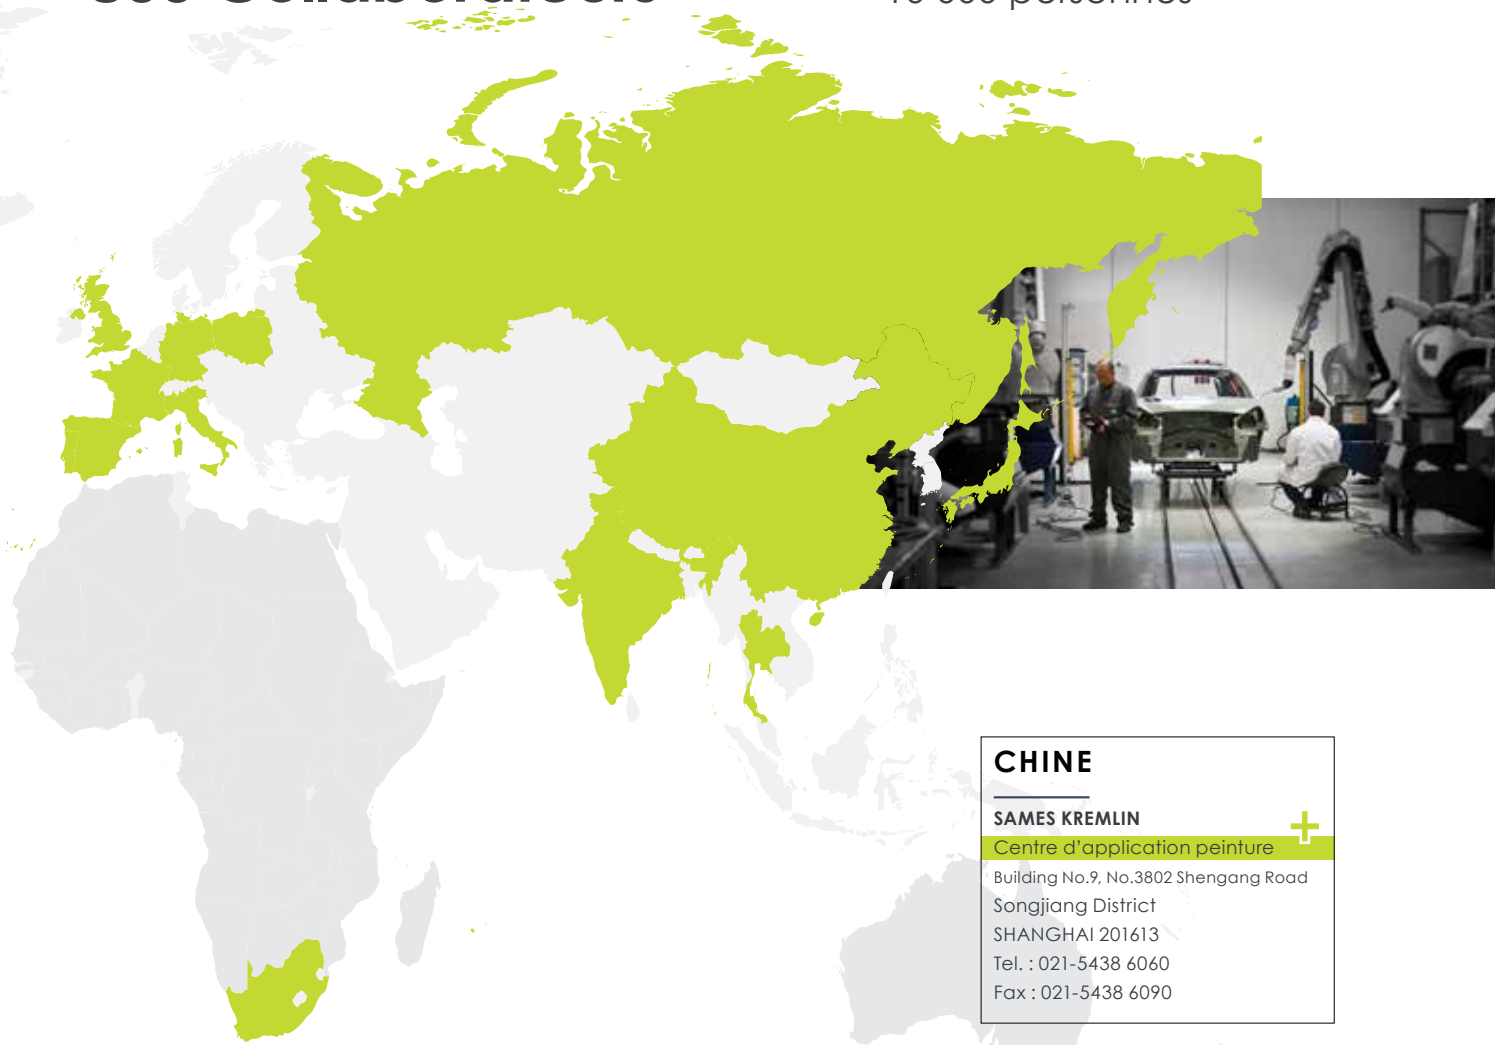 CHINE
SAMES KREMLIN
Centre d'application peinture
Building No.9, No.3802 Shengang Road
Songjiang District
SHANGHAI 201613
Tel. : 021-5438 6060
Fax : 021-5438 6090